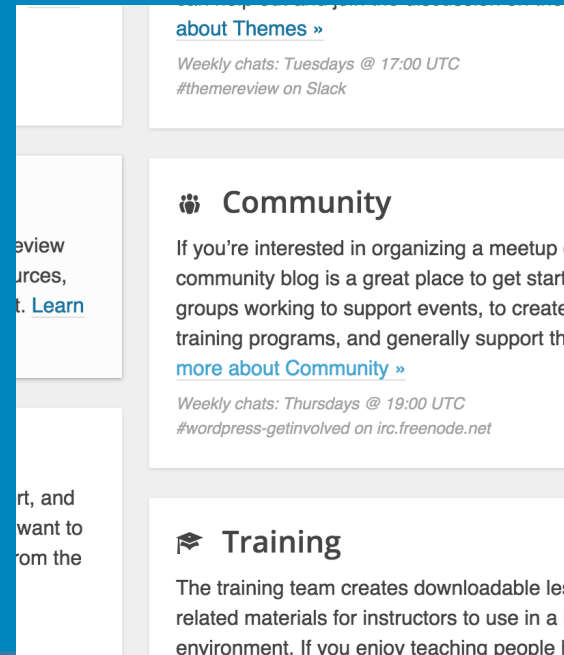 about Themes »
Weekly chats: Tuesdays @ 17:00 UTC
#themereview on Slack
eview
urces,
t. Learn
Community
If you’re interested in organizing a meetup
community blog is a great place to get start
groups working to support events, to create
training programs, and generally support th
more about Community »
Weekly chats: Thursdays @ 19:00 UTC
#wordpress-getinvolved on irc.freenode.net
rt, and
want to
rom the
Training
The training team creates downloadable les
related materials for instructors to use in a
environment. If you enjoy teaching people